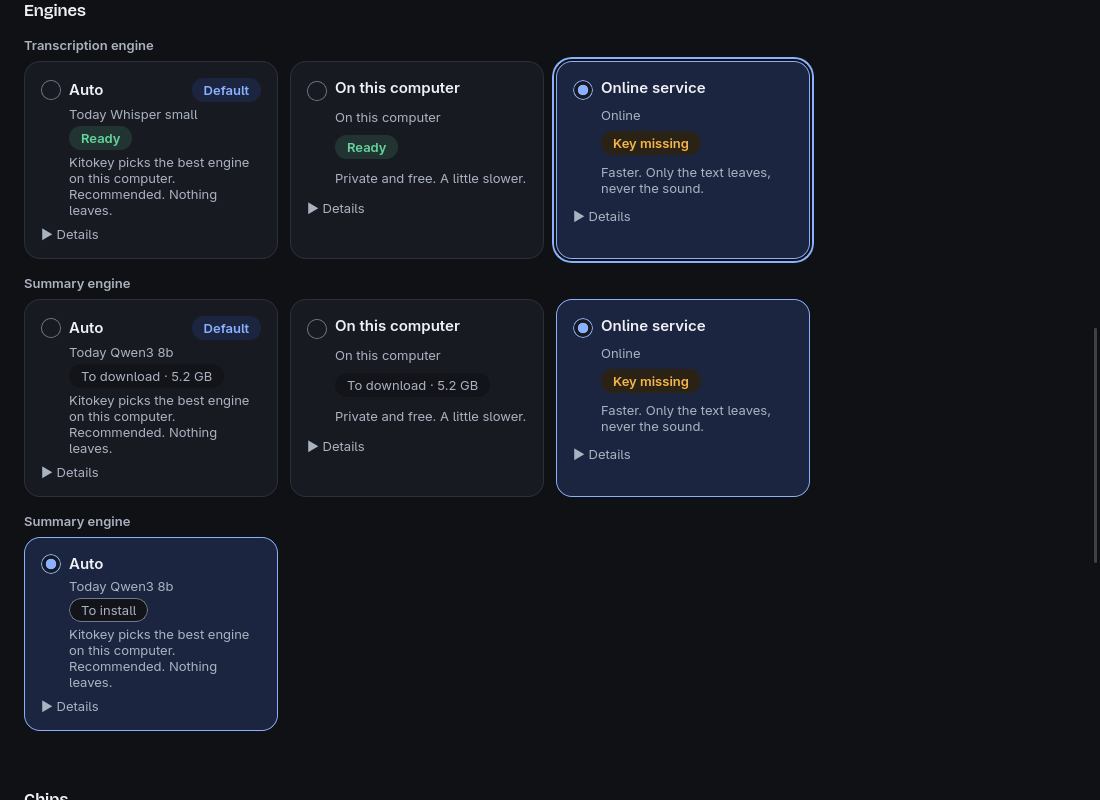 Engines
Transcription engine
Auto
Default
Today Whisper small
Ready
Kitokey picks the best engine
on this computer.
Recommended. Nothing
leaves.
▶ Details
On this computer
On this computer
Ready
Private and free. A little slower.
▶ Details
Online service
Online
Key missing
Faster. Only the text leaves,
never the sound.
▶ Details
Summary engine
Auto
Default
Today Qwen3 8b
To download · 5.2 GB
Kitokey picks the best engine
on this computer.
Recommended. Nothing
leaves.
▶ Details
On this computer
On this computer
To download · 5.2 GB
Private and free. A little slower.
▶ Details
Online service
Online
Key missing
Faster. Only the text leaves,
never the sound.
▶ Details
Summary engine
Auto
Today Qwen3 8b
To install
Kitokey picks the best engine
on this computer.
Recommended. Nothing
leaves.
▶ Details
Chips